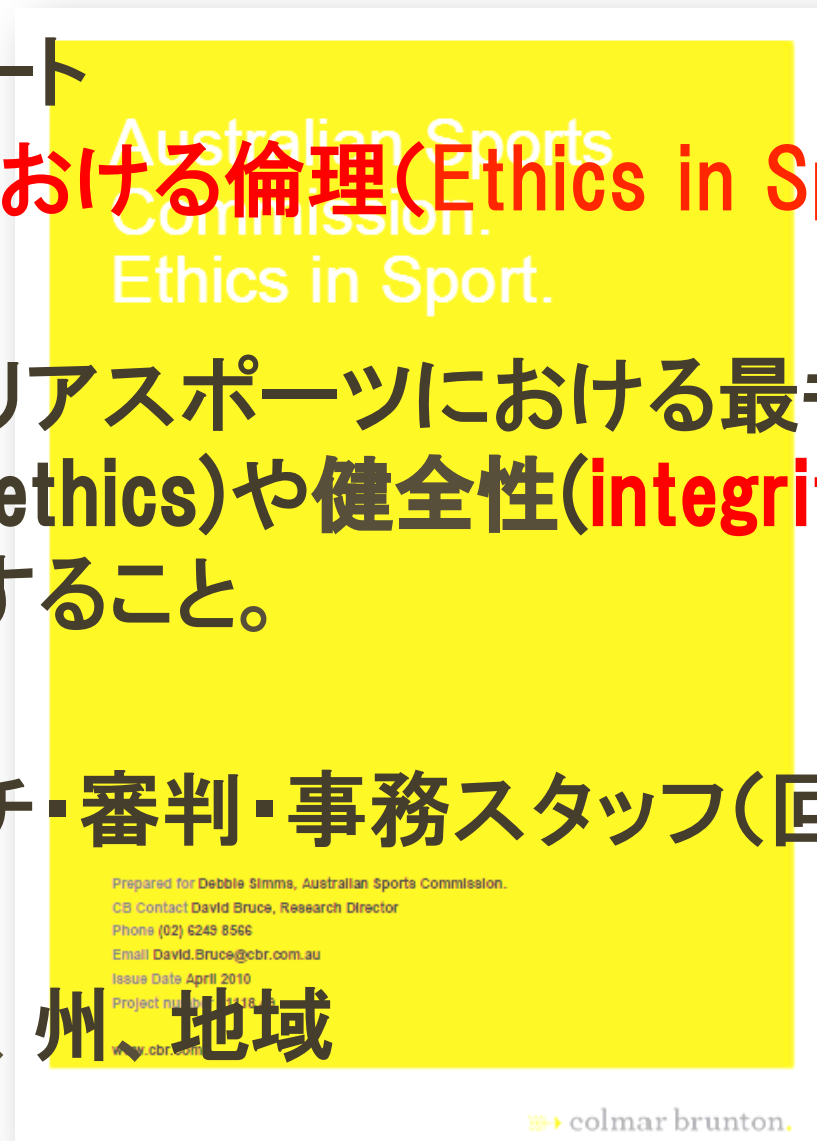 ート
Australian Sports
おける倫理(Ethics in Sp
Commission.
Ethics in Sport.
リアスポーツにおける最も
ethics)や健全性(integrit
すること。
チ・審判・事務スタッフ(回
Prepared for Debbie Simms, Australian Sports Commission.
CB Contact David Bruce, Research Director
Phone (02) 6249 8566
Email David.Bruce@cbr.com.au
Issue Date April 2010
Project number
、州、地域
colmar brunton.